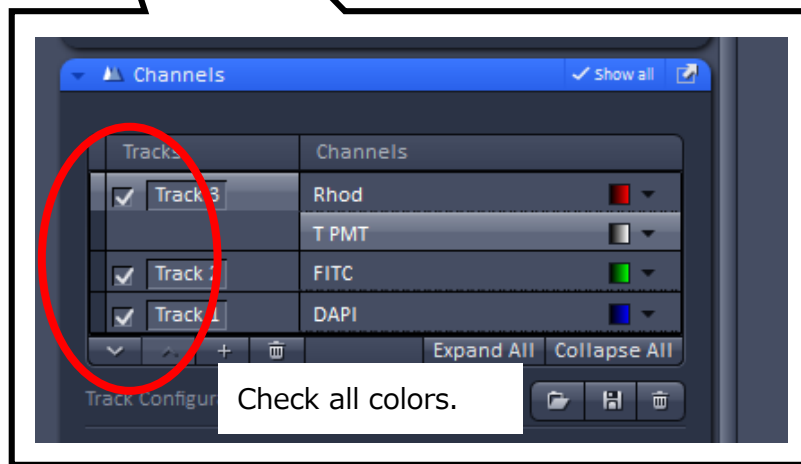 Channels Show all
Tracks Channels
Track 3 Rhod
T PMT
Track 2 FITC
Track 1 DAPI
Expand All Collapse All
Track
Check all colors.